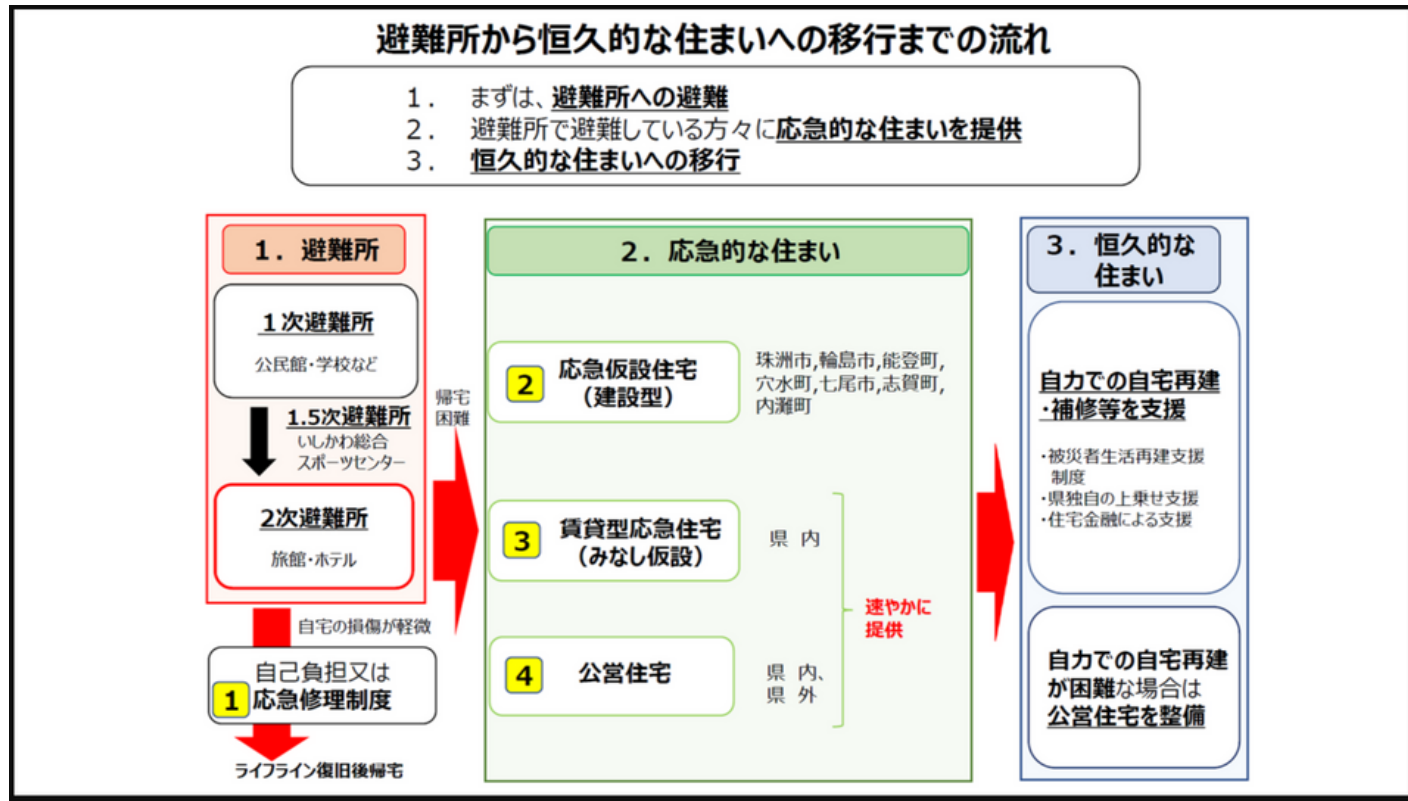 避難所から恒久的な住まいへの移行までの流れ
１． まずは、避難所への避難
２． 避難所で避難している方々に応急的な住まいを提供
３． 恒久的な住まいへの移行
１．避難所
１次避難所
公民館・学校など
1.5次避難所
いしかわ総合
スポーツセンター
2次避難所
旅館・ホテル
自宅の損傷が軽微
自己負担又は
1 応急修理制度
ライフライン復旧後帰宅
帰宅
困難
２．応急的な住まい
2 応急仮設住宅
（建設型）
珠洲市,輪島市,能登町,
穴水町,七尾市,志賀町,
内灘町
3 賃貸型応急住宅
（みなし仮設）
県 内
4 公営住宅
県 内、
県 外
速やかに
提供
３．恒久的な
住まい
自力での自宅再建
・補修等を支援
・被災者生活再建支援
制度
・県独自の上乗せ支援
・住宅金融による支援
自力での自宅再建
が困難な場合は
公営住宅を整備